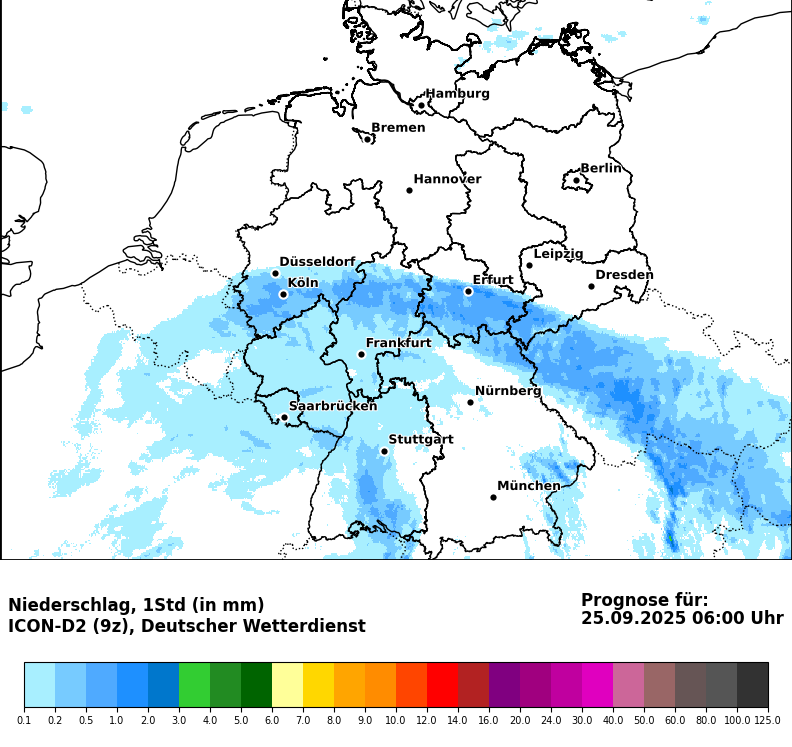 Hamburg
Bremen
Berlin
Hannover
Leipzig
Düsseldorf
Dresden
Erfurt
Köln
Frankfurt
Nürnberg
Saarbrücken
Stuttgart
München
Niederschlag, 1Std (in mm)
ICON-D2 (9z), Deutscher Wetterdienst
Prognose für:
25.09.2025 06:00 Uhr
0.1 0.2 0.5 1.0 2.0 3.0 4.0 5.0 6.0 7.0 8.0 9.0 10.0 12.0 14.0 16.0 20.0 24.0 30.0 40.0 50.0 60.0 80.0 100.0 125.0